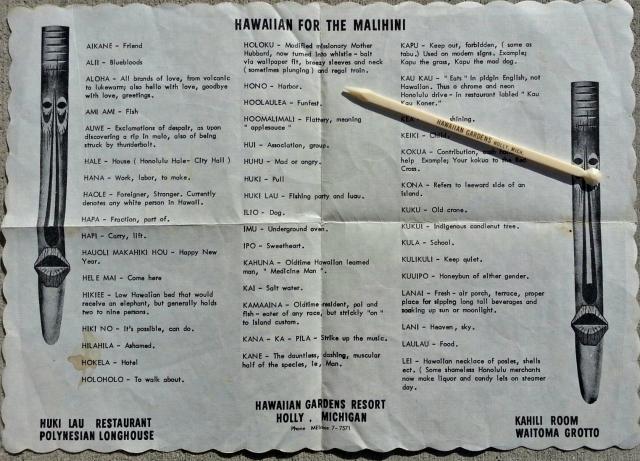 HAWAIIAN FOR THE MALIHINI
AIKANE - Friend
ALII - Bluebloods
ALOHA - All brands of love, from volcanic
to lukewarm; also hello with love, goodbye
with love, greetings.
AMI AMI - Fish
AUWE - Exclamations of despair, as upon
discovering a rip in malo, also of being
struck by thunderbolt.
HALE - House ( Honolulu Hale- City Hall )
HANA - Work, labor, to make.
HAOLE - Foreigner, Stranger. Currently
denotes any white person in Hawaii.
HAPA - Fraction, part of.
HAPI - Carry, lift.
HAUOLI MAKAHIKI HOU - Happy New
Year.
HELE MAI - Come here
HIKIEE - Low Hawaiian bed that would
receive an elephant, but generally holds
two to nine persons.
HIKI NO - It's possible, can do.
HILAHILA - Ashamed.
HOKELA - Hotel
HOLOHOLO - To walk about.
HOLOKU - Modified missionary Mother
Hubbard, now turned into whistle - bait
via wallpaper fit, breezy sleeves and neck
( sometimes plunging ) and regal train.
HONO - Harbor.
HOOLAULEA - Funfest.
HOOMALIMALI - Flattery, meaning
" applesauce "
HUI - Association, group.
HUHU - Mad or angry.
HUKI - Pull
HUKI LAU - Fishing party and luau.
ILIO - Dog.
IMU - Underground oven.
IPO - Sweetheart.
KAHUNA - Oldtime Hawaiian learned
man, " Medicine Man ".
KAI - Salt water.
KAMAAINA - Oldtime resident, poi and
fish - eater of any race, but strickly "on "
to Island custom.
KANA - KA - PILA - Strike up the music.
KANE - The dauntless, dashing, muscular
half of the species, ie, Man.
KAPU - Keep out, forbidden, ( same as
tabu.) Used on modern signs. Example;
Kapu the grass, Kapu the mad dog.
KAU KAU - " Eats " in pidgin English, not
Hawaiian. Thus a chrome and neon
Honolulu drive - in restaurant labled " Kau
Kau Koner."
shining.
KEIKI - Child.
KOKUA - Contribution,
help Example; Your kokua to the Red
Cross.
KONA - Refers to leeward side of an
island.
KUKU - Old crone.
KUKUI - Indigenous candlenut tree.
KULA - School.
KULIKULI - Keep quiet.
KUUIPO - Honeybun of either gender.
LANAI - Fresh - air porch, terrace, proper
place for sipping long tall beverages and
soaking up sun or moonlight.
LANI - Heaven, sky.
LAULAU - Food.
LEI - Hawaiian necklace of posies, shells
ect. ( Some shameless Honolulu merchants
now make liquor and candy leis on steamer
day.
HAWAIIAN GARDENS HOLLY, MICH.
HUKI LAU RESTAURANT
POLYNESIAN LONGHOUSE
HAWAIIAN GARDENS RESORT
HOLLY, MICHIGAN
Phone 7-7571
KAHILI ROOM
WAITOMA GROTTO